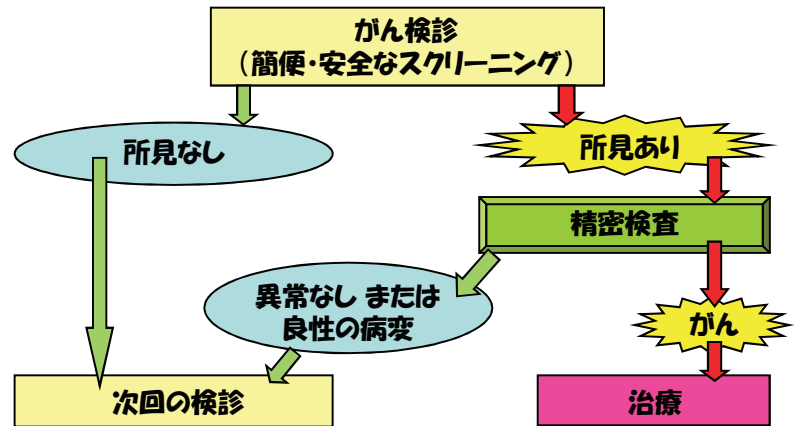 がん検診
（簡便・安全なスクリーニング）
所見なし
所見あり
精密検査
異常なし または
良性の病変
がん
次回の検診
治療